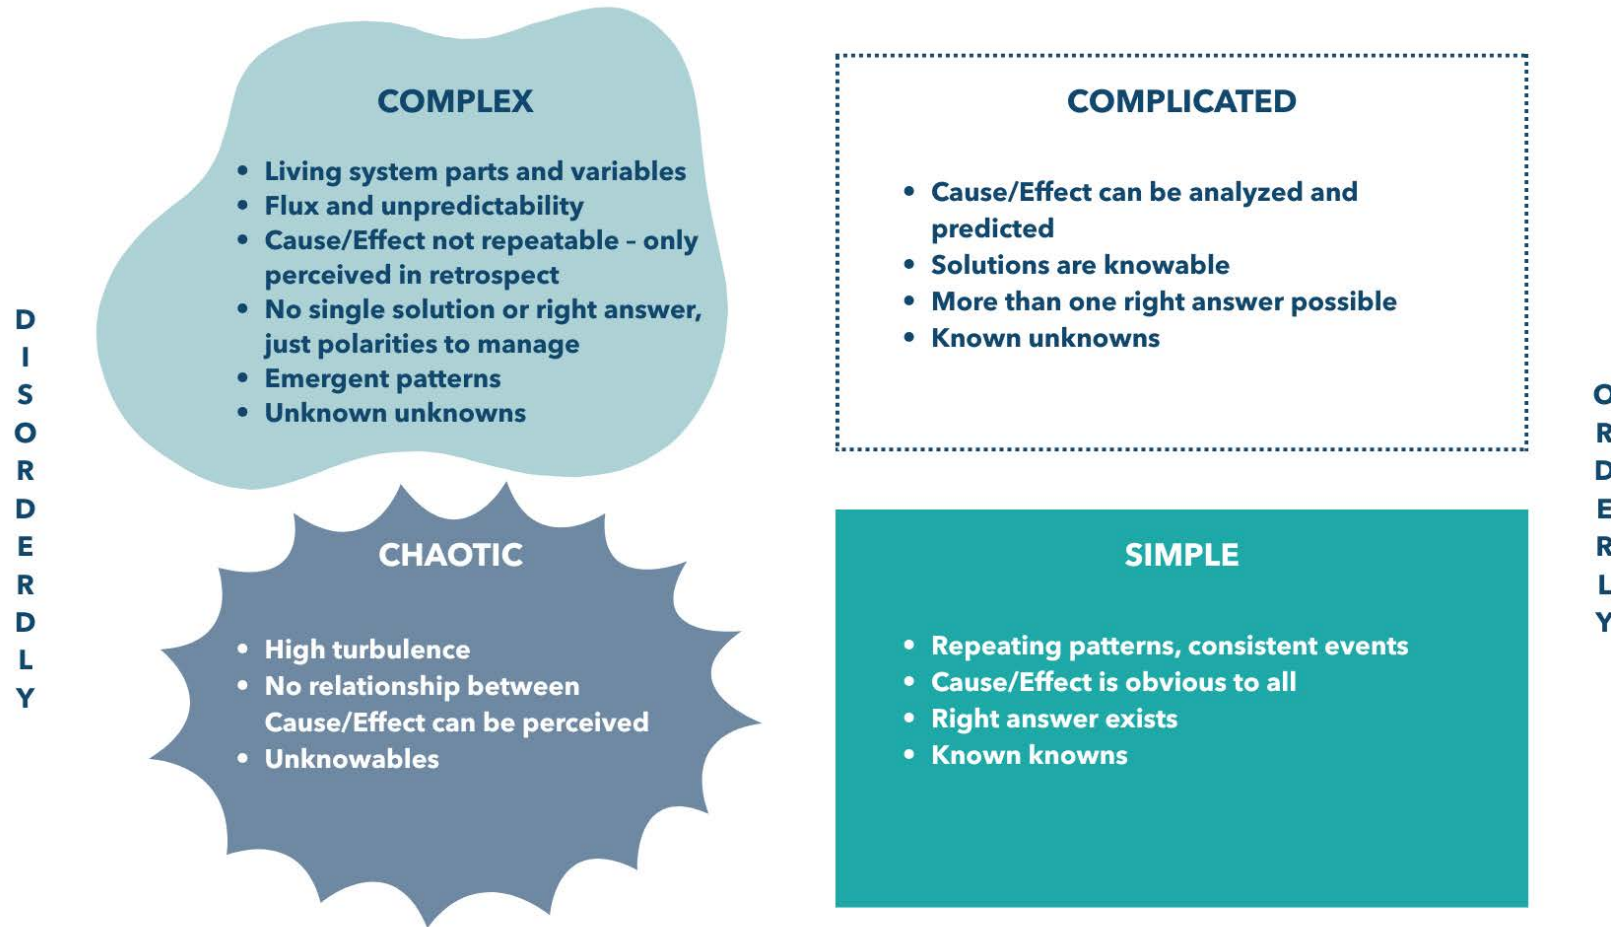 COMPLEX
• Living system parts and variables
• Flux and unpredictability
• Cause/Effect not repeatable – only
perceived in retrospect
• No single solution or right answer,
just polarities to manage
• Emergent patterns
• Unknown unknowns
COMPLICATED
• Cause/Effect can be analyzed and
predicted
• Solutions are knowable
• More than one right answer possible
• Known unknowns
CHAOTIC
• High turbulence
• No relationship between
Cause/Effect can be perceived
• Unknowables
SIMPLE
• Repeating patterns, consistent events
• Cause/Effect is obvious to all
• Right answer exists
• Known knowns
DISORDERDLY
ORDERLY